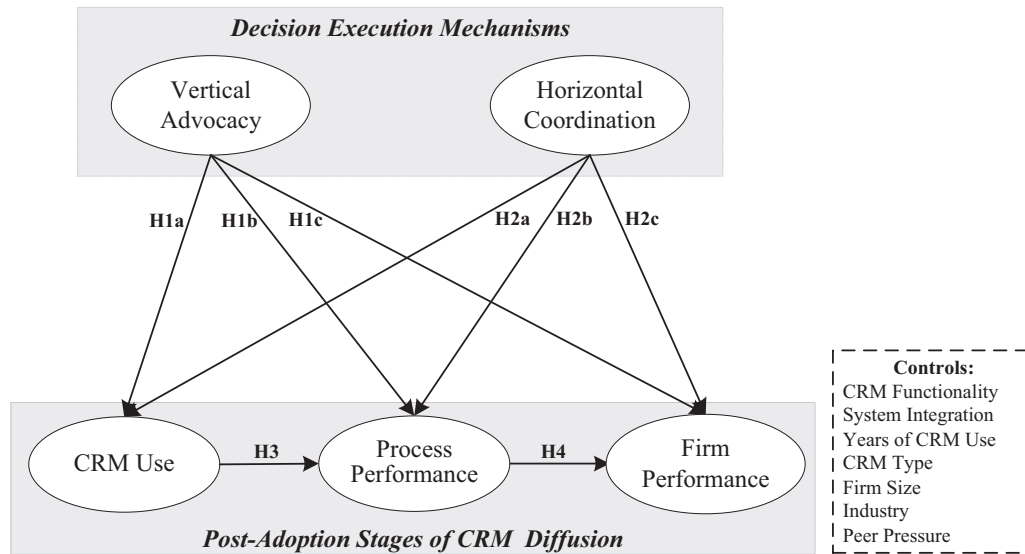 Decision Execution Mechanisms
Vertical
Advocacy
Horizontal
Coordination
H1a
H1b
H1c
H2a
H2b
H2c
CRM Use
H3
Process
Performance
H4
Firm
Performance
Post-Adoption Stages of CRM Diffusion
Controls:
CRM Functionality
System Integration
Years of CRM Use
CRM Type
Firm Size
Industry
Peer Pressure